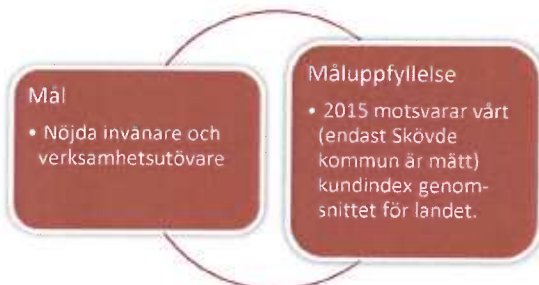 Mål
• Nöjda invånare och
verksamhetsutövare
Måluppfyllelse
• 2015 motsvarar vårt
(endast Skövde
kommun är mätt)
kundindex genom-
snittet för landet.